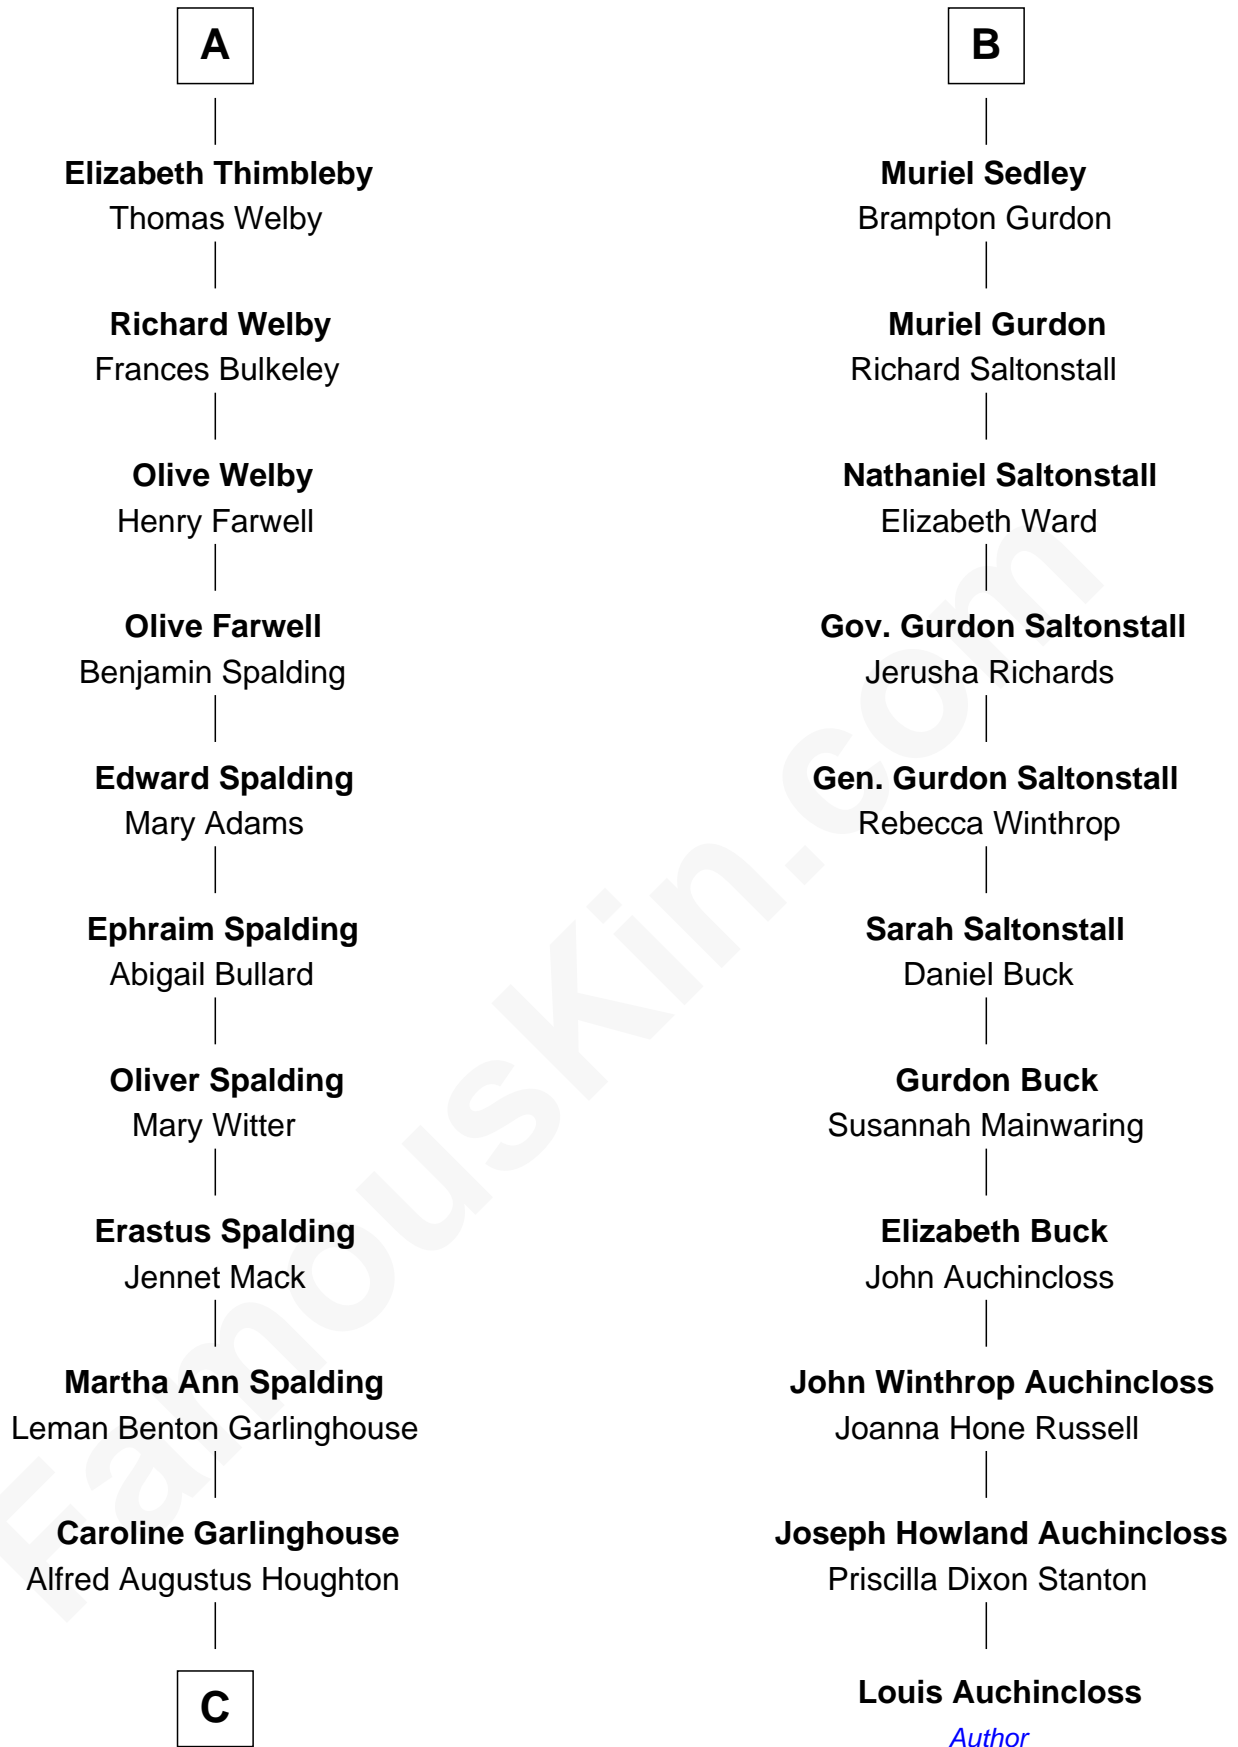 A
Elizabeth Thimbleby
Thomas Welby
Richard Welby
Frances Bulkeley
Olive Welby
Henry Farwell
Olive Farwell
Benjamin Spalding
Edward Spalding
Mary Adams
Ephraim Spalding
Abigail Bullard
Oliver Spalding
Mary Witter
Erastus Spalding
Jennet Mack
Martha Ann Spalding
Leman Benton Garlinghouse
Caroline Garlinghouse
Alfred Augustus Houghton
C
B
Muriel Sedley
Brampton Gurdon
Muriel Gurdon
Richard Saltonstall
Nathaniel Saltonstall
Elizabeth Ward
Gov. Gurdon Saltonstall
Jerusha Richards
Gen. Gurdon Saltonstall
Rebecca Winthrop
Sarah Saltonstall
Daniel Buck
Gurdon Buck
Susannah Mainwaring
Elizabeth Buck
John Auchincloss
John Winthrop Auchincloss
Joanna Hone Russell
Joseph Howland Auchincloss
Priscilla Dixon Stanton
Louis Auchincloss
Author
FamousKin.com